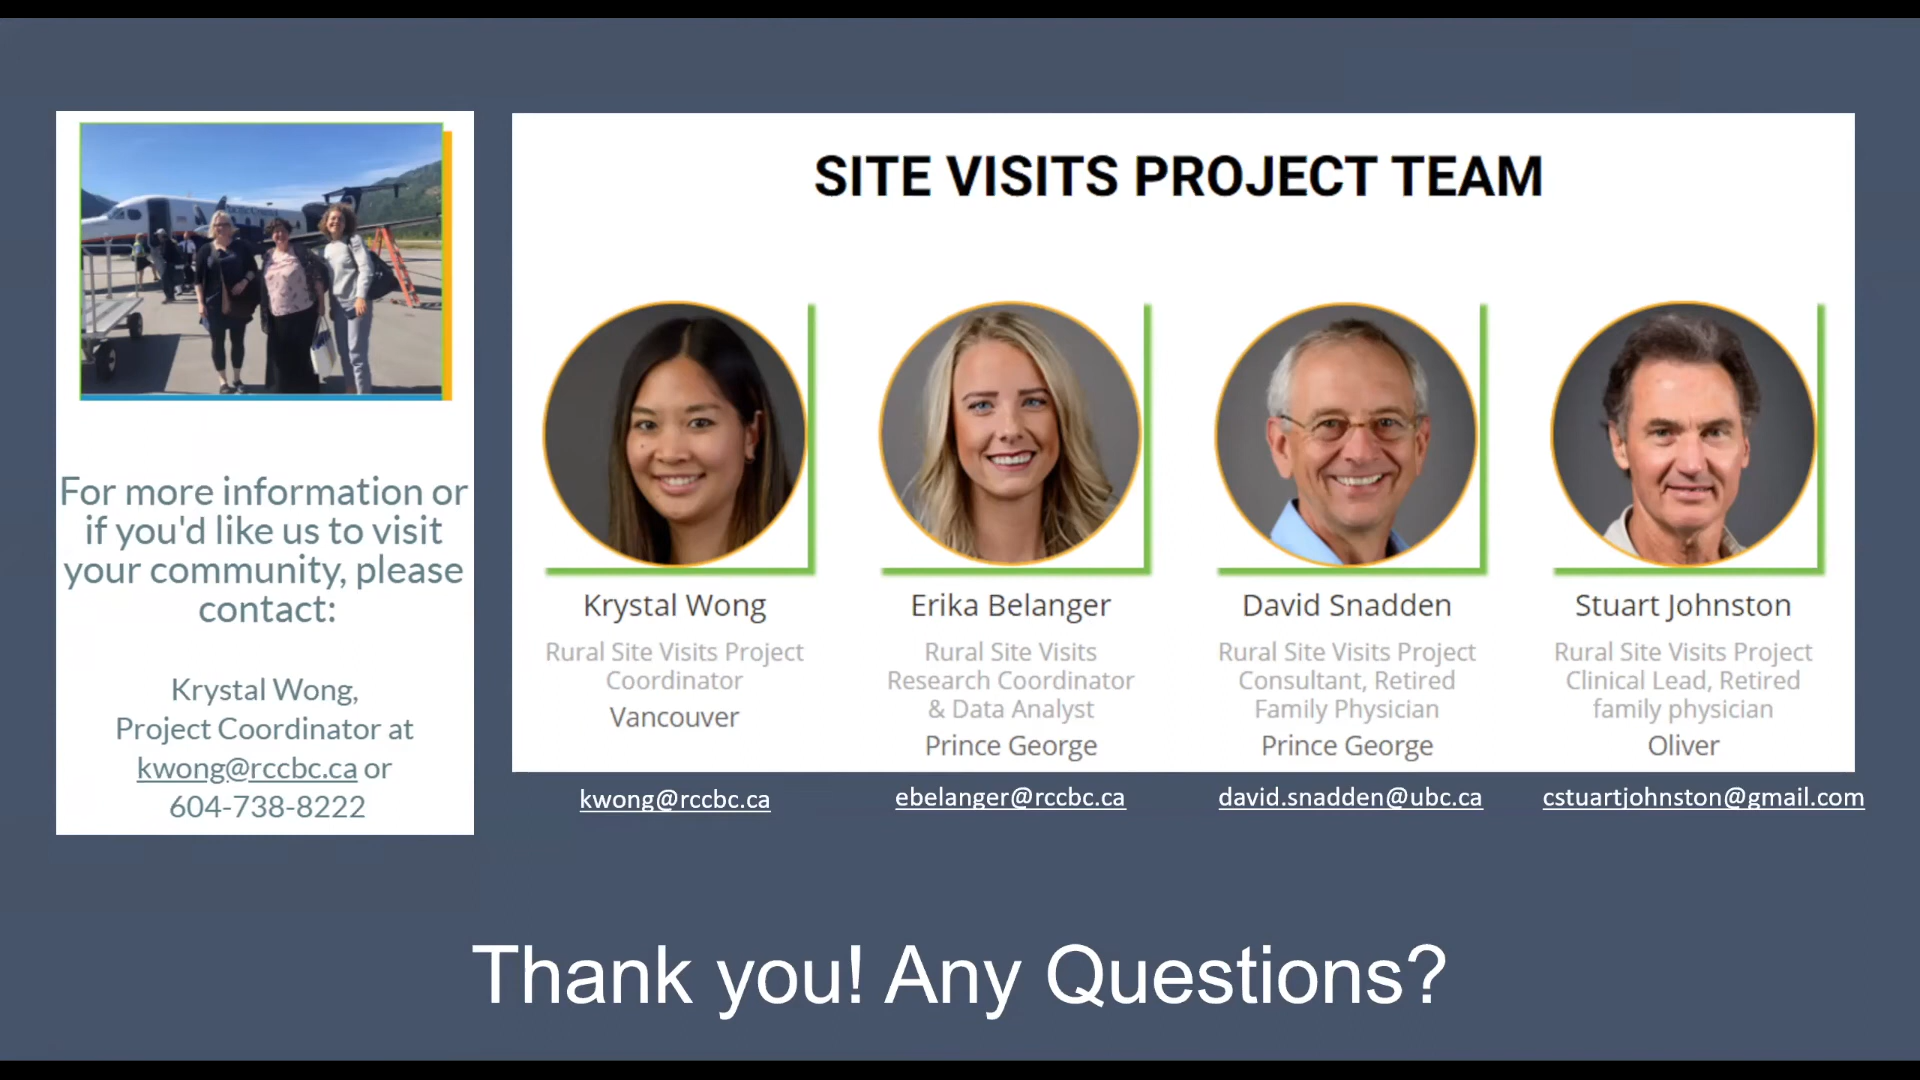 For more information or
if you'd like us to visit
your community, please
contact:
Krystal Wong,
Project Coordinator at
kwong@rccbc.ca or
604-738-8222
SITE VISITS PROJECT TEAM
Krystal Wong
Rural Site Visits Project
Coordinator
Vancouver
kwong@rccbc.ca
Erika Belanger
Rural Site Visits
Research Coordinator
& Data Analyst
Prince George
ebelanger@rccbc.ca
David Snadden
Rural Site Visits Project
Consultant, Retired
Family Physician
Prince George
david.snadden@ubc.ca
Stuart Johnston
Rural Site Visits Project
Clinical Lead, Retired
family physician
Oliver
cstuartjohnston@gmail.com
Thank you! Any Questions?